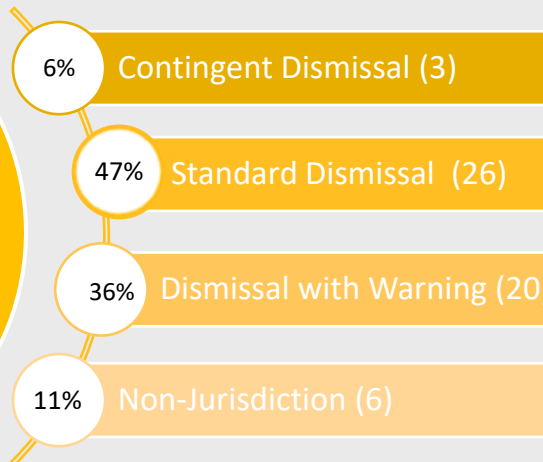 6% Contingent Dismissal (3)
47% Standard Dismissal (26)
36% Dismissal with Warning (20
11% Non-Jurisdiction (6)